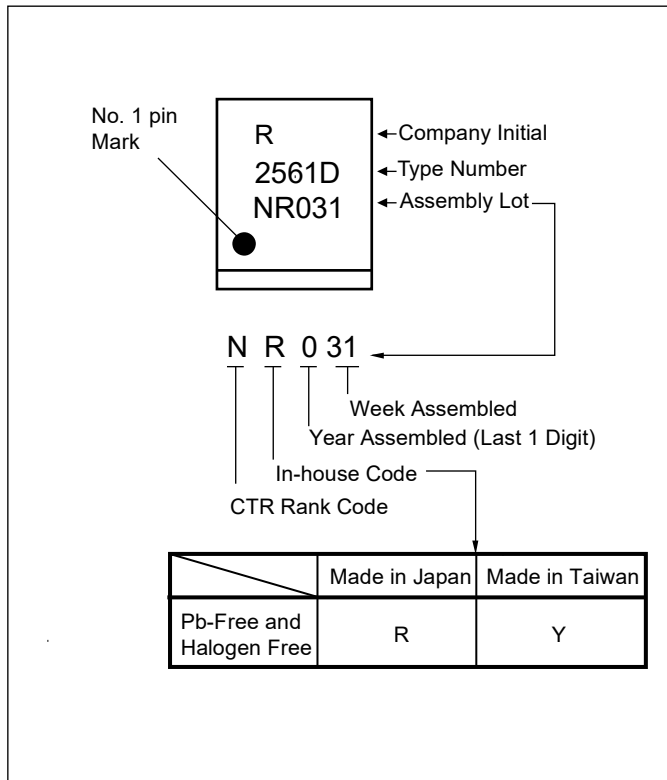 No. 1 pin
Mark
R
2561D
NR031
Company Initial
Type Number
Assembly Lot
N R 0 31
Week Assembled
Year Assembled (Last 1 Digit)
In-house Code
CTR Rank Code
Made in Japan Made in Taiwan
Pb-Free and
Halogen Free R Y